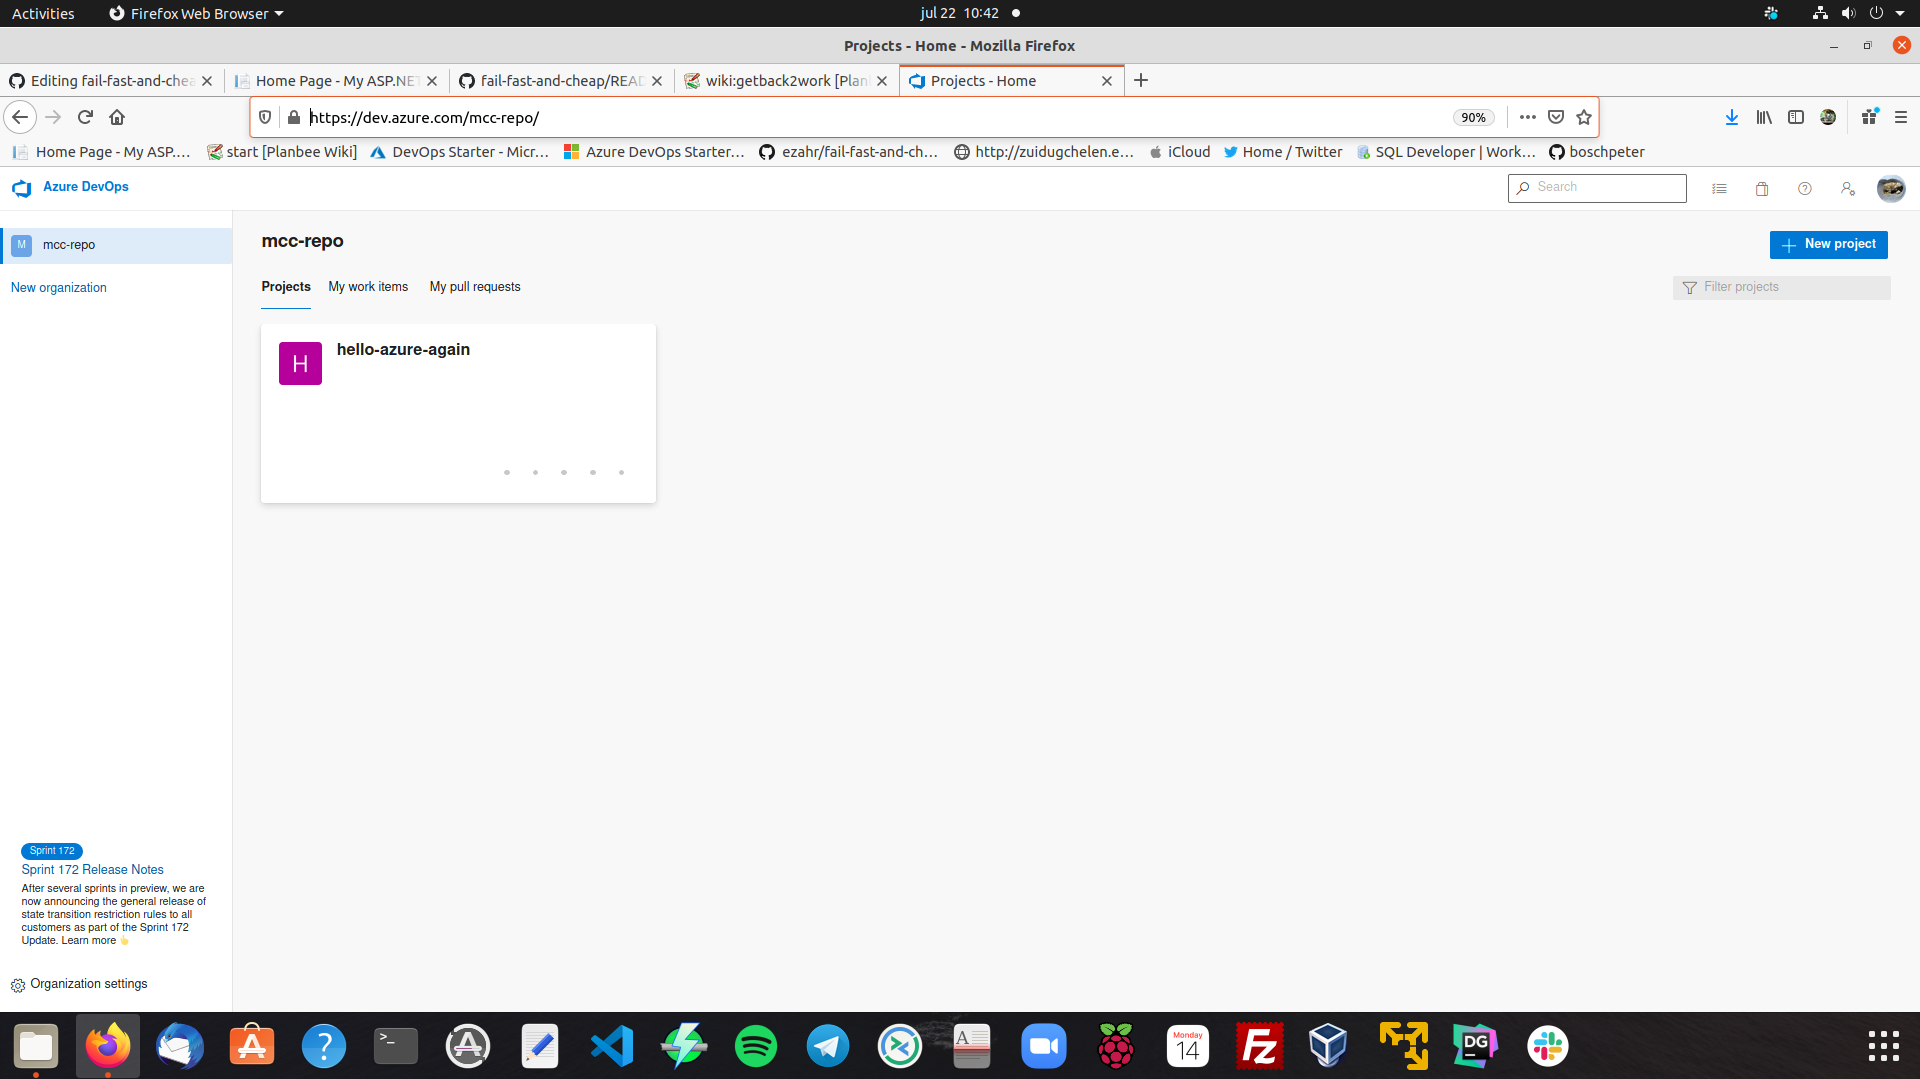 Activities
Firefox Web Browser
jul 22 10:42
Projects - Home - Mozilla Firefox
Editing fail-fast-and-chea
Home Page - My ASP.NET
fail-fast-and-cheap/READ
wiki:getback2work [Plan
Projects - Home
https://dev.azure.com/mcc-repo/
90%
Home Page - My ASP....
start [Planbee Wiki]
DevOps Starter - Micr...
Azure DevOps Starter...
ezahr/fail-fast-and-ch...
http://zuidugchelen.e...
iCloud
Home / Twitter
SQL Developer | Work...
boschpeter
Azure DevOps
Search
M
mcc-repo
New organization
mcc-repo
New project
Projects
My work items
My pull requests
Filter projects
H
hello-azure-again
Sprint 172
Sprint 172 Release Notes
After several sprints in preview, we are
now announcing the general release of
state transition restriction rules to all
customers as part of the Sprint 172
Update. Learn more 👆
Organization settings
?
>_
A
A
Monday
14
Fz
DG